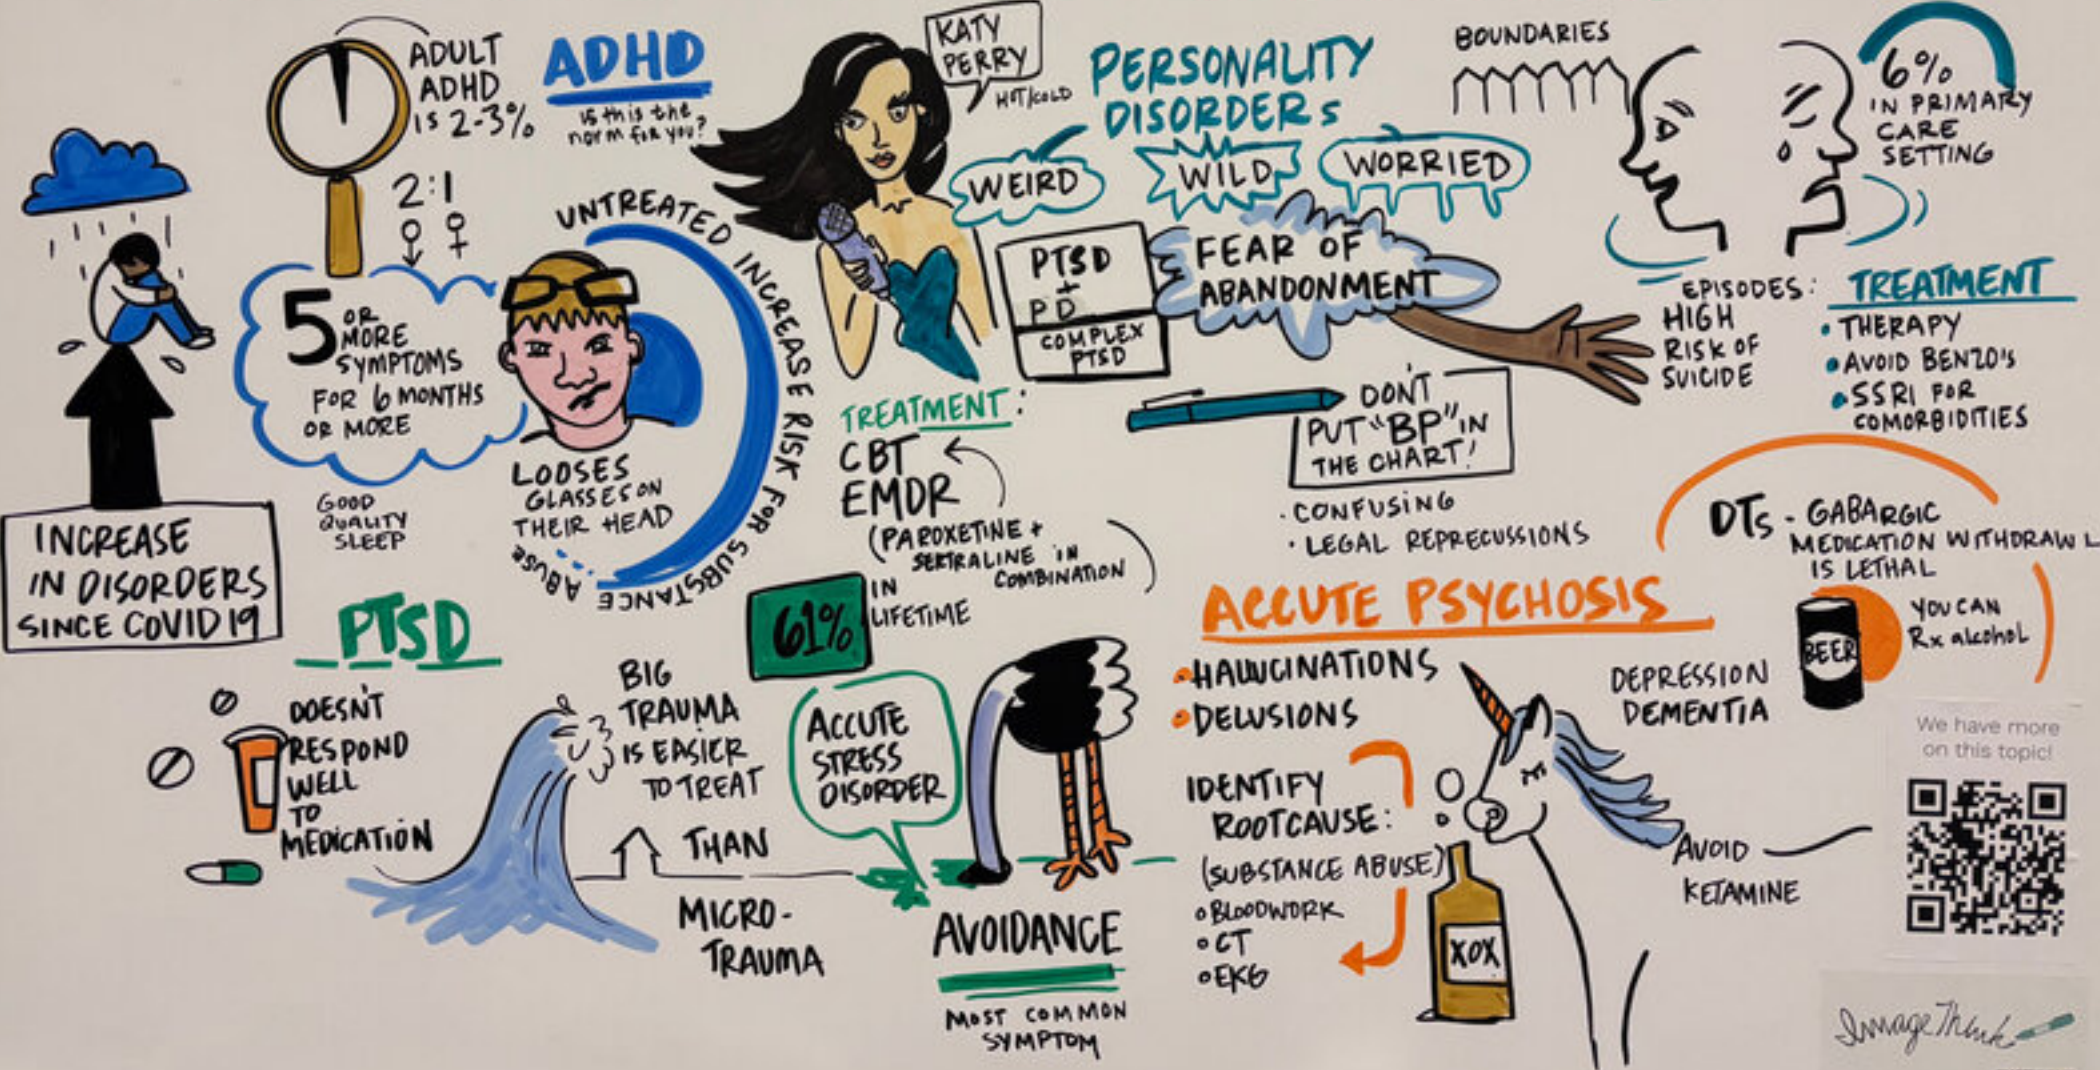 INCREASE
IN DISORDERS
SINCE COVID 19
ADULT
ADHD
IS 2-3%
ADHD
is this the
norm for you?
2:1
5 OR
MORE
SYMPTOMS
FOR 6 MONTHS
OR MORE
GOOD
QUALITY
SLEEP
LOOSES
GLASSES ON
THEIR HEAD
UNTREATED INCREASE RISK FOR SUBSTANCE ABUSE
KATY
PERRY
HOT/COLD
PERSONALITY
DISORDERS
WEIRD
WILD
WORRIED
BOUNDARIES
6%
IN PRIMARY
CARE
SETTING
PTSD
+
PD
COMPLEX
PTSD
FEAR OF
ABANDONMENT
EPISODES:
HIGH
RISK OF
SUICIDE
TREATMENT
• THERAPY
• AVOID BENZO'S
• SSRI FOR
COMORBIDITIES
DON'T
PUT "BP" IN
THE CHART!
• CONFUSING
• LEGAL REPRECUSSIONS
TREATMENT:
CBT
EMDR
(PAROXETINE +
SERTRALINE IN
COMBINATION)
PTSD
DOESN'T
RESPOND
WELL
TO
MEDICATION
BIG
TRAUMA
IS EASIER
TO TREAT
THAN
MICRO-
TRAUMA
61%
IN
LIFETIME
ACCUTE
STRESS
DISORDER
AVOIDANCE
MOST COMMON
SYMPTOM
ACCUTE PSYCHOSIS
• HALLUCINATIONS
• DELUSIONS
IDENTIFY
ROOTCAUSE:
(SUBSTANCE ABUSE)
○ BLOODWORK
○ CT
○ EKG
XOX
DTs - GABARGIC
MEDICATION WITHDRAWL
IS LETHAL
BEER
YOU CAN
Rx alcohol
DEPRESSION
DEMENTIA
AVOID
KETAMINE
We have more
on this topic!
ImageThink